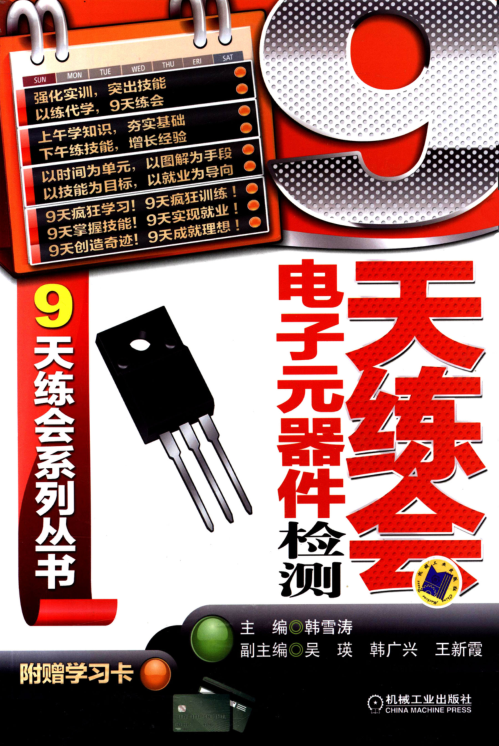 SUN MON TUE WED THU FRI SAT
强化实训，突出技能
以练代学，9天练会
上午学知识，夯实基础
下午练技能，增长经验
以时间为单元，以图解为手段
以技能为目标，以就业为导向
9天疯狂学习！9天疯狂训练！
9天掌握技能！9天实现就业！
9天创造奇迹！9天成就理想！
9
天练会
电子元器件
检测
9天练会系列丛书
主 编◎韩雪涛
副主编◎吴 瑛 韩广兴 王新霞
附赠学习卡
机械工业出版社
CHINA MACHINE PRESS